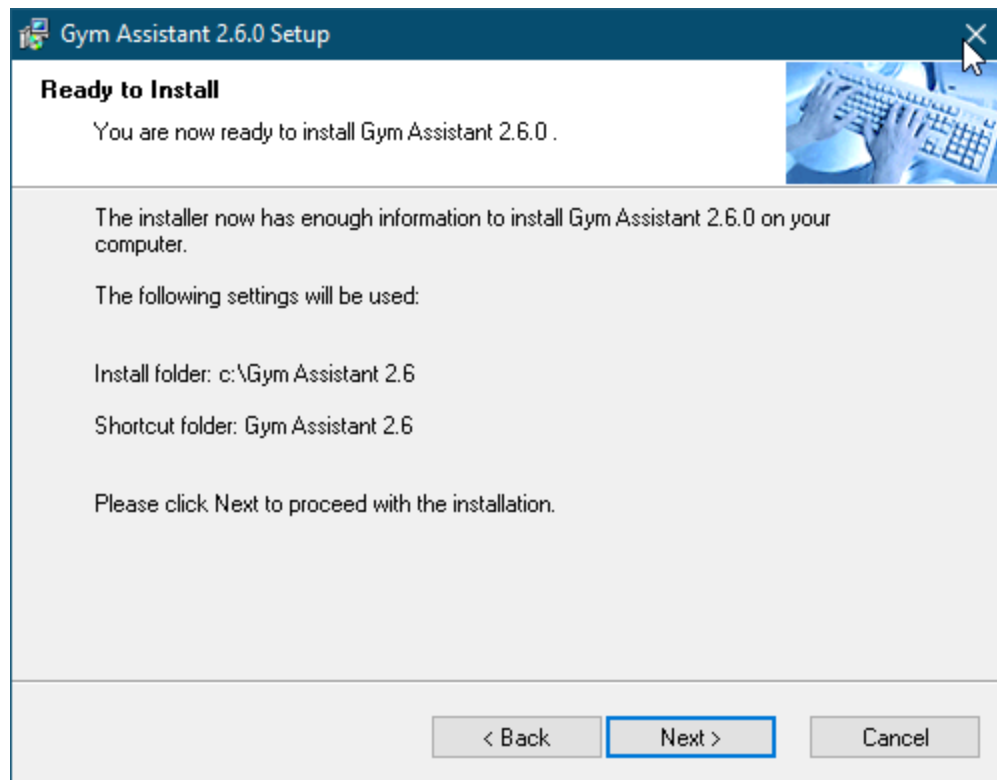 Gym Assistant 2.6.0 Setup
Ready to Install
You are now ready to install Gym Assistant 2.6.0 .
The installer now has enough information to install Gym Assistant 2.6.0 on your
computer.
The following settings will be used:
Install folder: c:\Gym Assistant 2.6
Shortcut folder: Gym Assistant 2.6
Please click Next to proceed with the installation.
< Back
Next >
Cancel